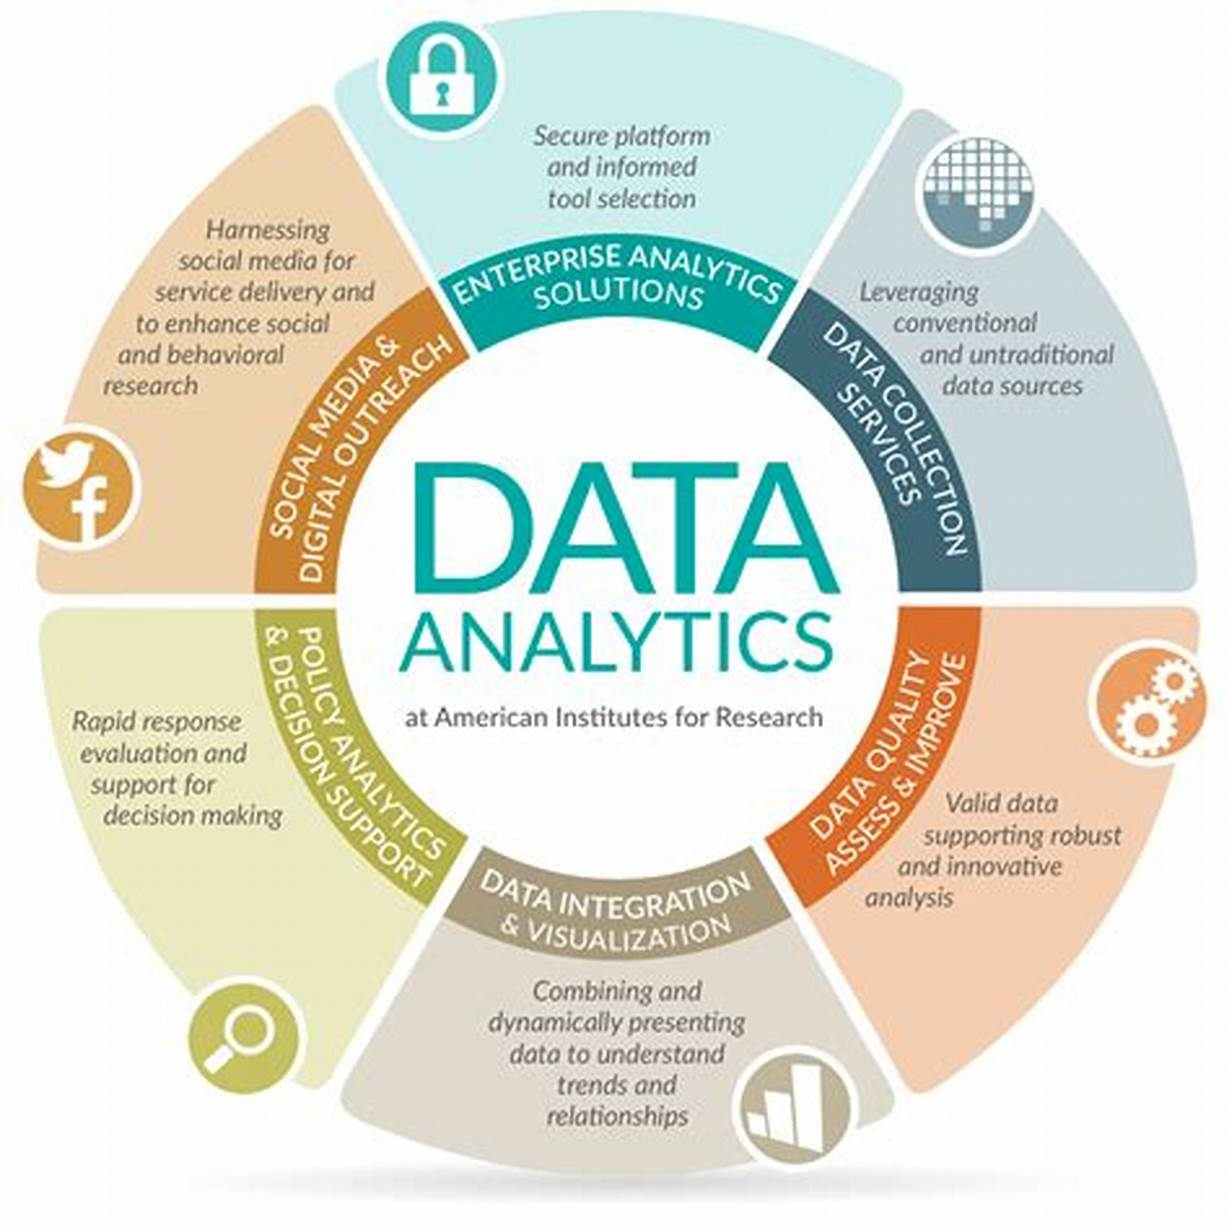 DATA
ANALYTICS
at American Institutes for Research
ENTERPRISE ANALYTICS
SOLUTIONS
Secure platform
and informed
tool selection
DATA COLLECTION
SERVICES
Leveraging
conventional
and untraditional
data sources
DATA QUALITY
ASSESS & IMPROVE
Valid data
supporting robust
and innovative
analysis
DATA INTEGRATION
& VISUALIZATION
Combining and
dynamically presenting
data to understand
trends and
relationships
POLICY ANALYTICS
& DECISION SUPPORT
Rapid response
evaluation and
support for
decision making
SOCIAL MEDIA &
DIGITAL OUTREACH
Harnessing
social media for
service delivery and
to enhance social
and behavioral
research